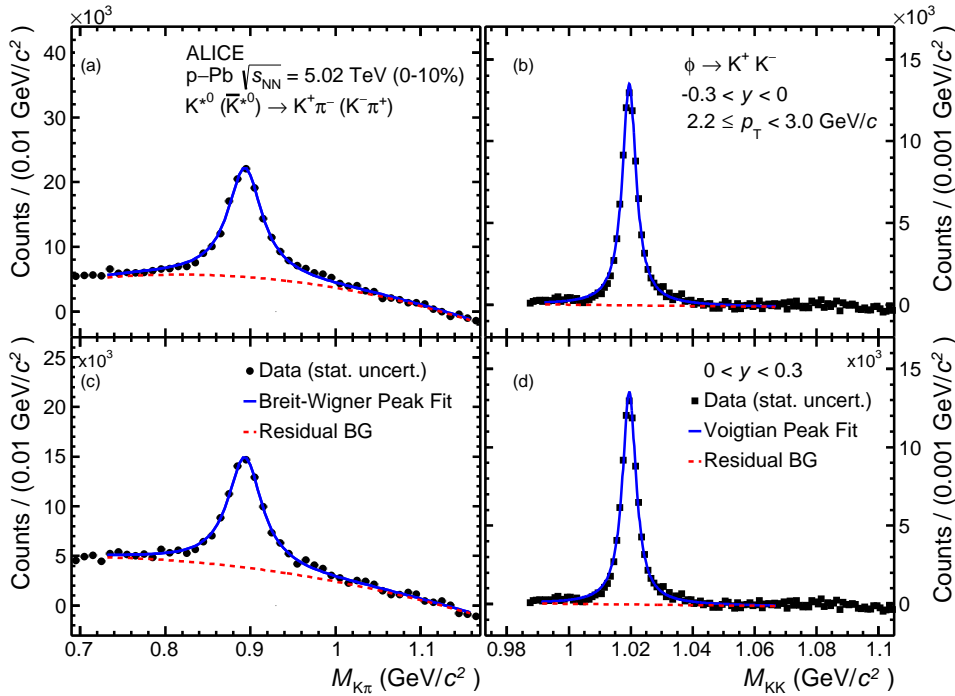 ×10³
(a)
ALICE
p–Pb √s_NN = 5.02 TeV (0-10%)
K*⁰ (K̅*⁰) → K⁺π⁻ (K⁻π⁺)
Counts / (0.01 GeV/c²)
40
30
20
10
0
×10³
(b)
φ → K⁺ K⁻
-0.3 < y < 0
2.2 ≤ p_T < 3.0 GeV/c
Counts / (0.001 GeV/c²)
15
10
5
0
×10³
(c)
Data (stat. uncert.)
Breit-Wigner Peak Fit
Residual BG
Counts / (0.01 GeV/c²)
25
20
15
10
5
0
0.7 0.8 0.9 1 1.1
M_Kπ (GeV/c²)
×10³
(d)
0 < y < 0.3
Data (stat. uncert.)
Voigtian Peak Fit
Residual BG
Counts / (0.001 GeV/c²)
15
10
5
0
0.98 1 1.02 1.04 1.06 1.08 1.1
M_KK (GeV/c²)